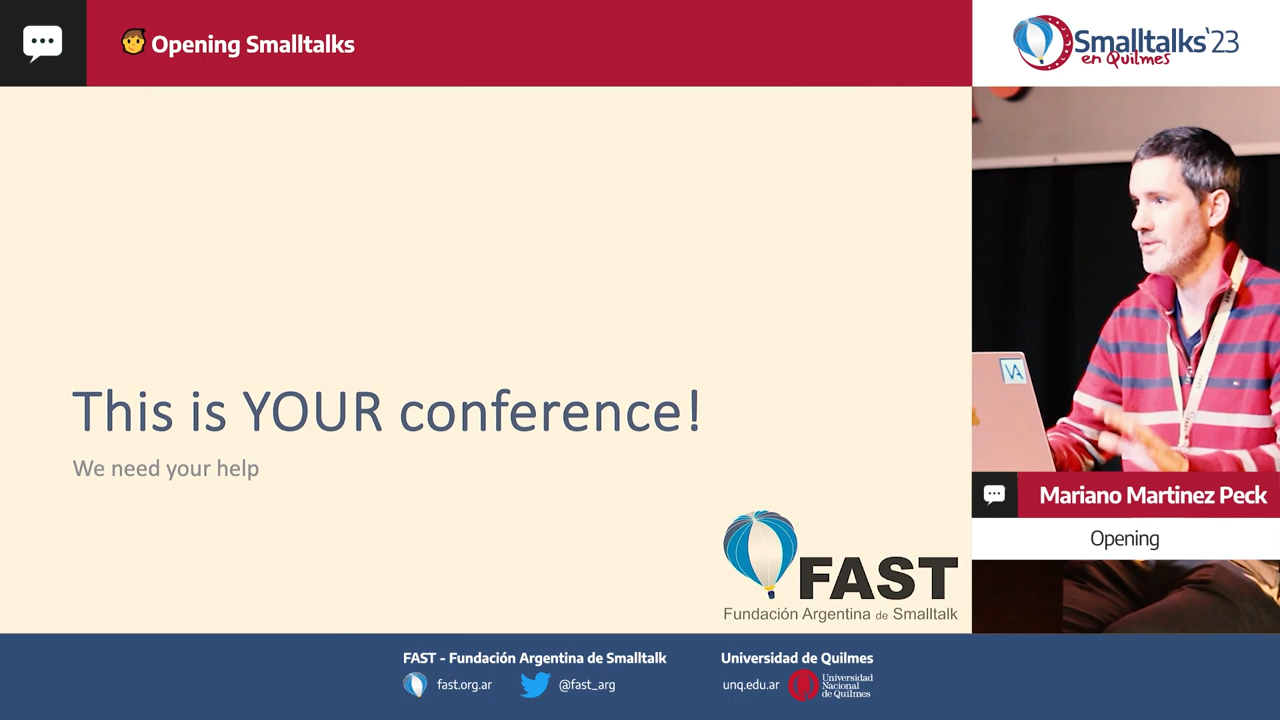 Opening Smalltalks
Smalltalks'23
en Quilmes
This is YOUR conference!
We need your help
FAST
Fundación Argentina de Smalltalk
VA
Mariano Martinez Peck
Opening
FAST - Fundación Argentina de Smalltalk
fast.org.ar
@fast_arg
Universidad de Quilmes
unq.edu.ar
Universidad
Nacional
de Quilmes